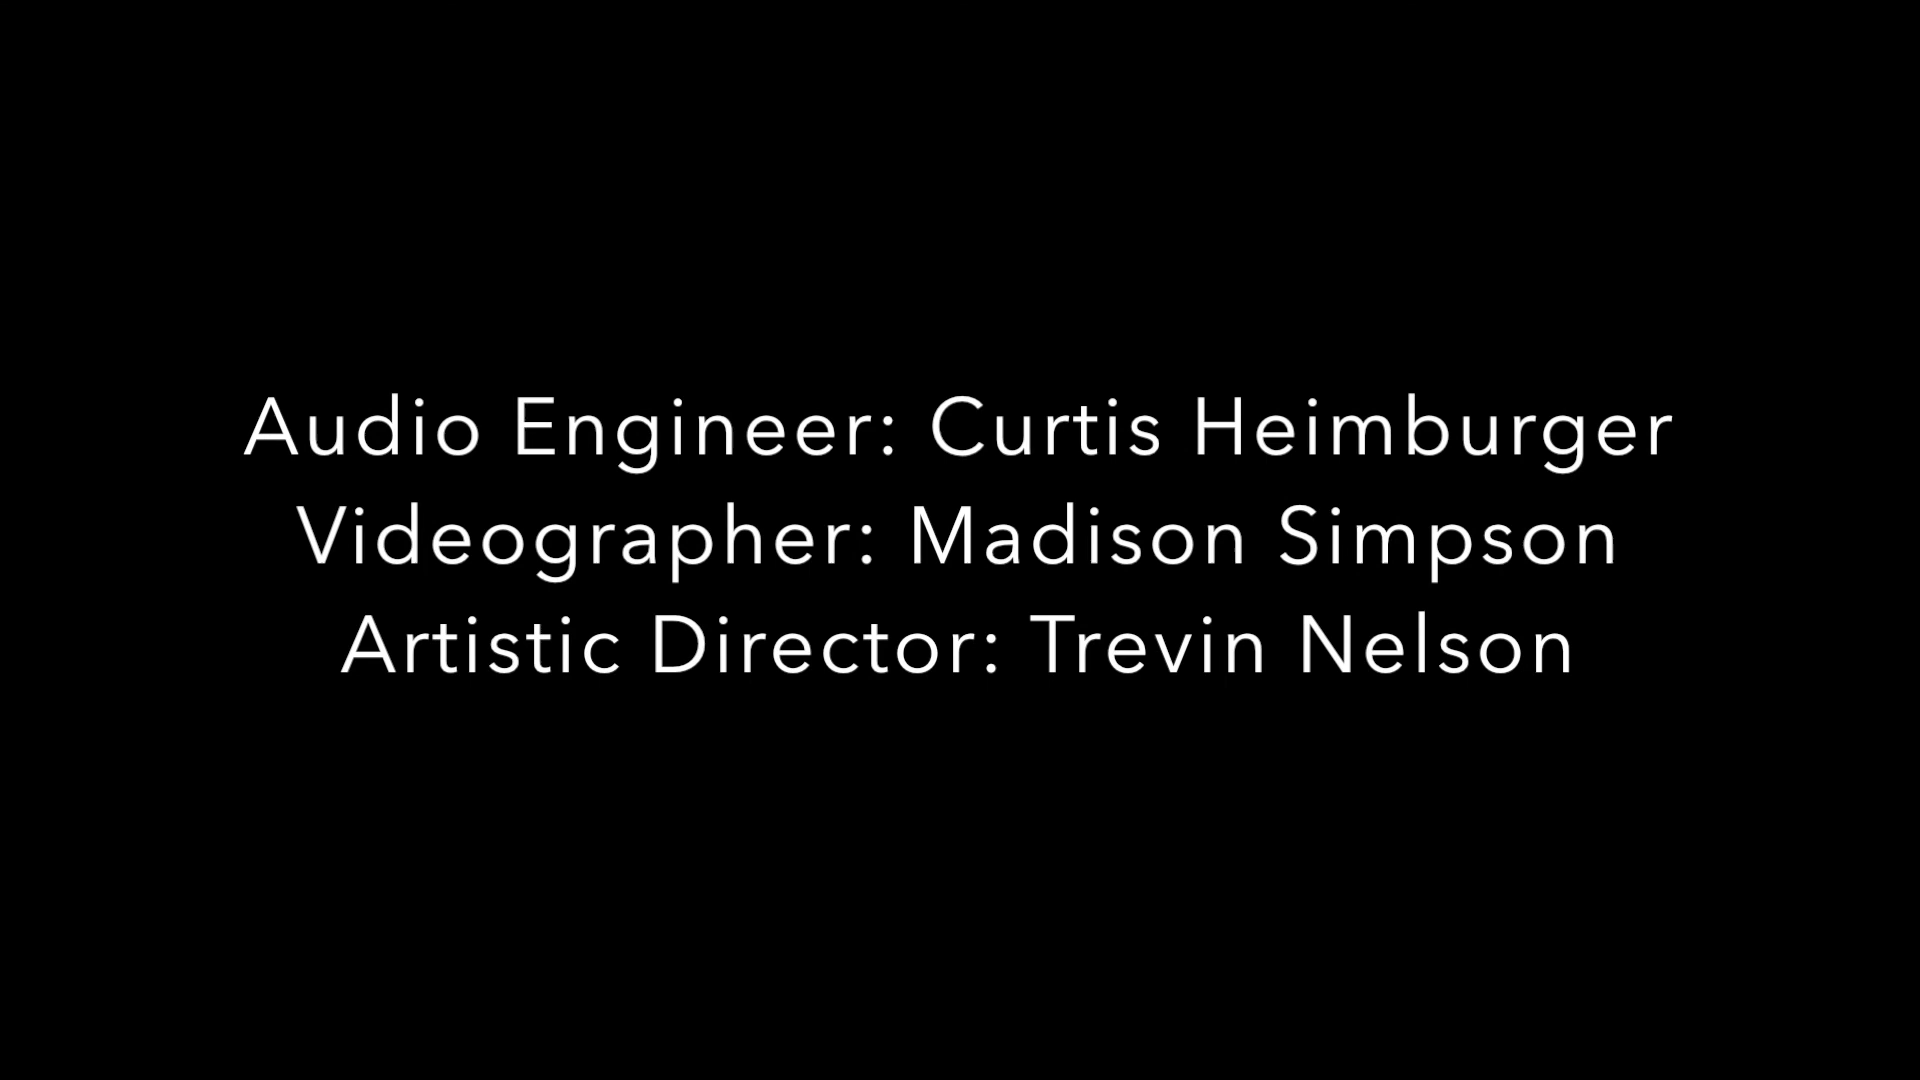 Audio Engineer: Curtis Heimburger
Videographer: Madison Simpson
Artistic Director: Trevin Nelson